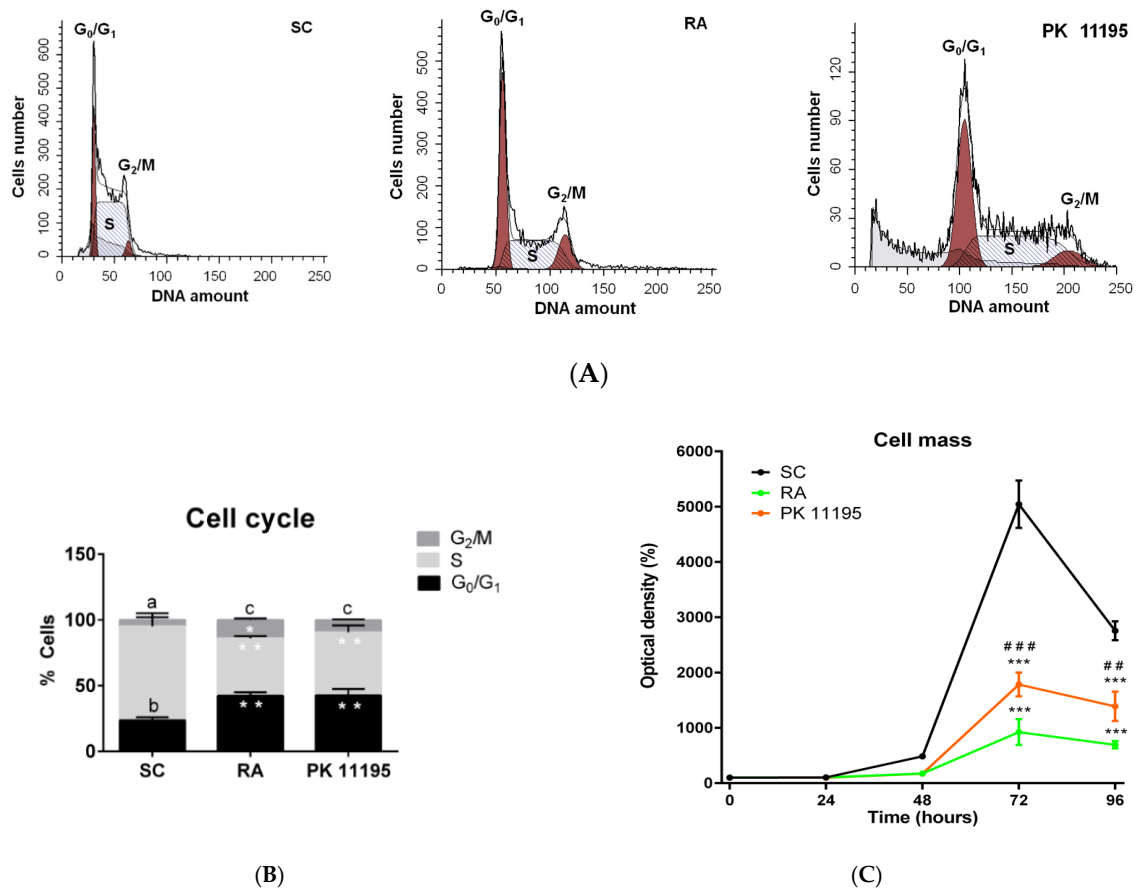 SC
G0/G1
G2/M
S
Cells number
600
500
400
300
200
100
0
0 50 100 150 200 250
DNA amount
RA
G0/G1
G2/M
S
Cells number
500
400
300
200
100
0
0 50 100 150 200 250
DNA amount
PK 11195
G0/G1
G2/M
S
Cells number
120
90
60
30
0
0 50 100 150 200 250
DNA amount
(A)
Cell cycle
G2/M
S
G0/G1
% Cells
150
100
50
0
a
c
c
*
* *
* *
b
* *
* *
SC RA PK 11195
(B)
Cell mass
SC
RA
PK 11195
Optical density (%)
6000
5000
4000
3000
2000
1000
0
# # #
***
***
# #
***
***
0 24 48 72 96
Time (hours)
(C)